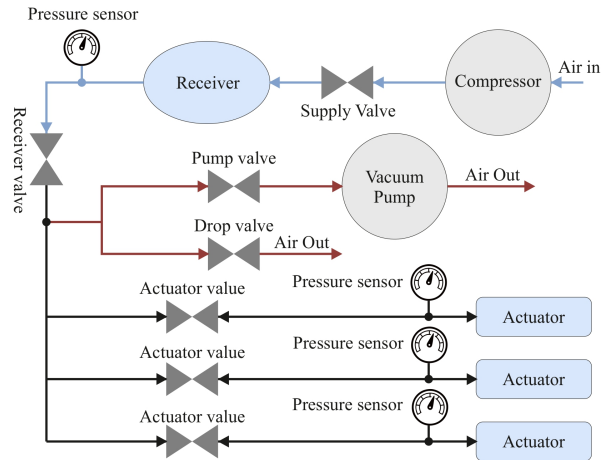 Pressure sensor
Air in
Receiver
Compressor
Supply Valve
Receiver valve
Pump valve
Vacuum
Pump
Air Out
Drop valve
Air Out
Actuator value
Pressure sensor
Actuator
Actuator value
Pressure sensor
Actuator
Actuator value
Pressure sensor
Actuator